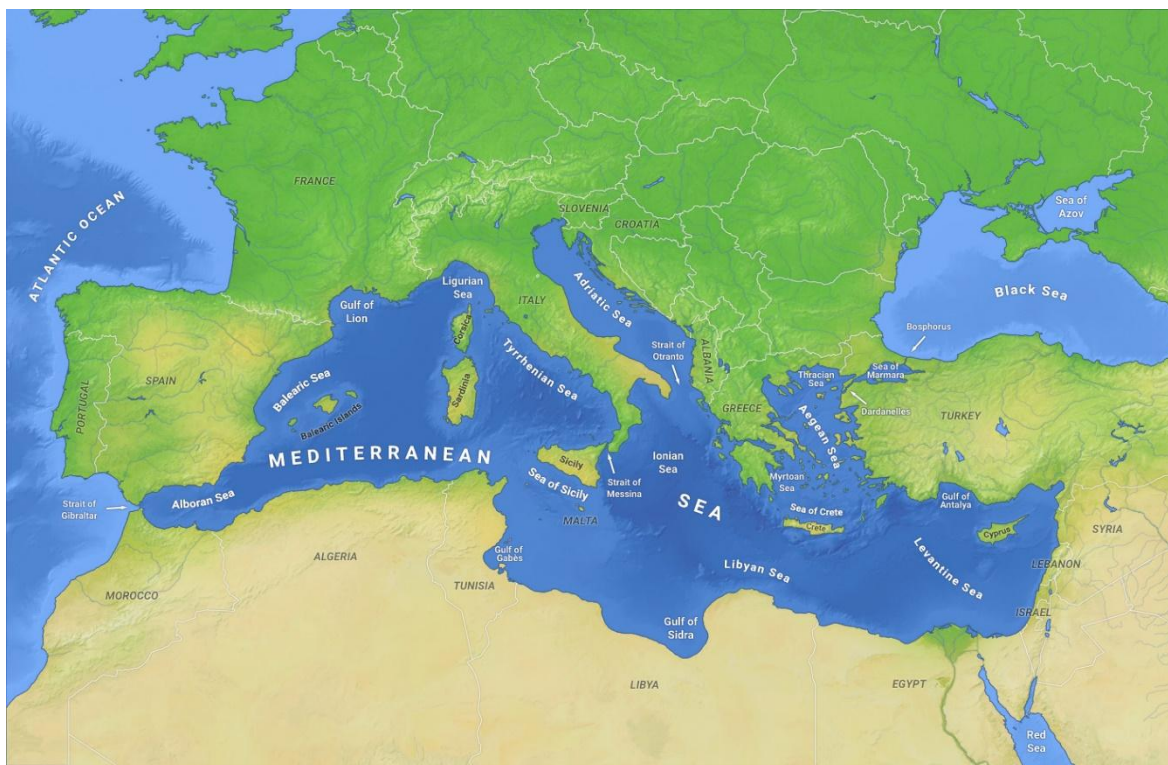 FRANCE
SLOVENIA
CROATIA
Sea of
Azov
ATLANTIC OCEAN
Ligurian
Sea
Gulf of
Lion
ITALY
Adriatic Sea
Black Sea
Corsica
Bosphorus
Strait of
Otranto
ALBANIA
Tyrrhenian Sea
Thracian
Sea
Sea of
Marmara
SPAIN
PORTUGAL
Balearic Sea
Sardinia
Balearic Islands
GREECE
Aegean Sea
Dardanelles
TURKEY
MEDITERRANEAN
Ionian
Sea
Sicily
Strait of
Messina
Sea of Sicily
Myrtoan
Sea
SEA
Strait of
Gibraltar
Alboran Sea
MALTA
Sea of Crete
Crete
Gulf of
Antalya
Cyprus
SYRIA
ALGERIA
Gulf of
Gabès
TUNISIA
Libyan Sea
Levantine Sea
LEBANON
MOROCCO
ISRAEL
Gulf of
Sidra
LIBYA
EGYPT
Red
Sea